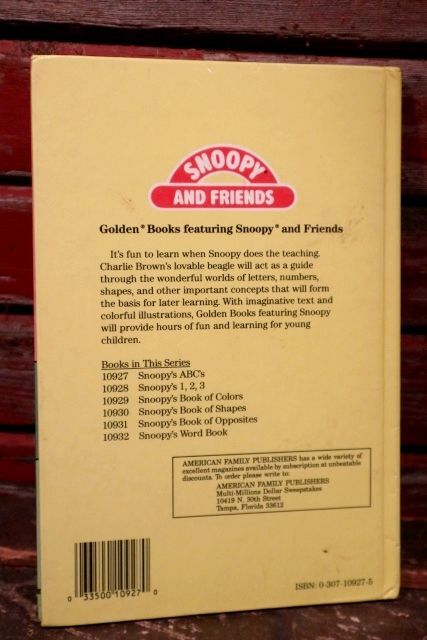 SNOOPY
AND FRIENDS
Golden® Books featuring Snoopy® and Friends
It's fun to learn when Snoopy does the teaching.
Charlie Brown's lovable beagle will act as a guide
through the wonderful worlds of letters, numbers,
shapes, and other important concepts that will form
the basis for later learning. With imaginative text and
colorful illustrations, Golden Books featuring Snoopy
will provide hours of fun and learning for young
children.
Books in This Series
10927 Snoopy's ABC's
10928 Snoopy's 1, 2, 3
10929 Snoopy's Book of Colors
10930 Snoopy's Book of Shapes
10931 Snoopy's Book of Opposites
10932 Snoopy's Word Book
AMERICAN FAMILY PUBLISHERS has a wide variety of
excellent magazines available by subscription at unbeatable
discounts. To order please write to:
AMERICAN FAMILY PUBLISHERS
Multi-Millions Dollar Sweepstakes
10419 N. 30th Street
Tampa, Florida 33612
0 33500 10927 0
ISBN: 0-307-10927-5